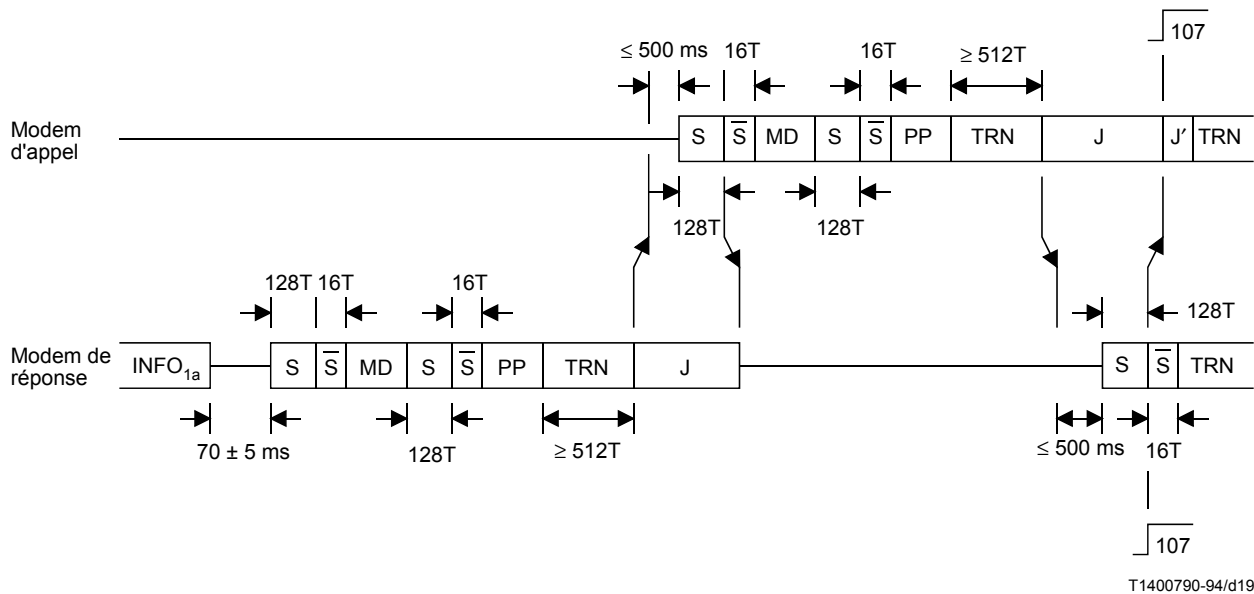 107
≤ 500 ms 16T 16T ≥ 512T
Modem d'appel
S S̅ MD S S̅ PP TRN J J′ TRN
128T 128T
128T 16T 16T 128T
Modem de réponse
INFO1a S S̅ MD S S̅ PP TRN J S S̅ TRN
70 ± 5 ms 128T ≥ 512T ≤ 500 ms 16T
107
T1400790-94/d19